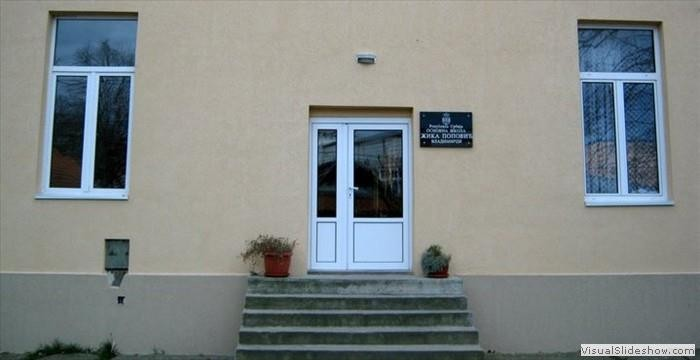 Република Србија
ОСНОВНА ШКОЛА
ЖИКА ПОПОВИЋ
ВЛАДИМИРЦИ
VisualSlideshow.com